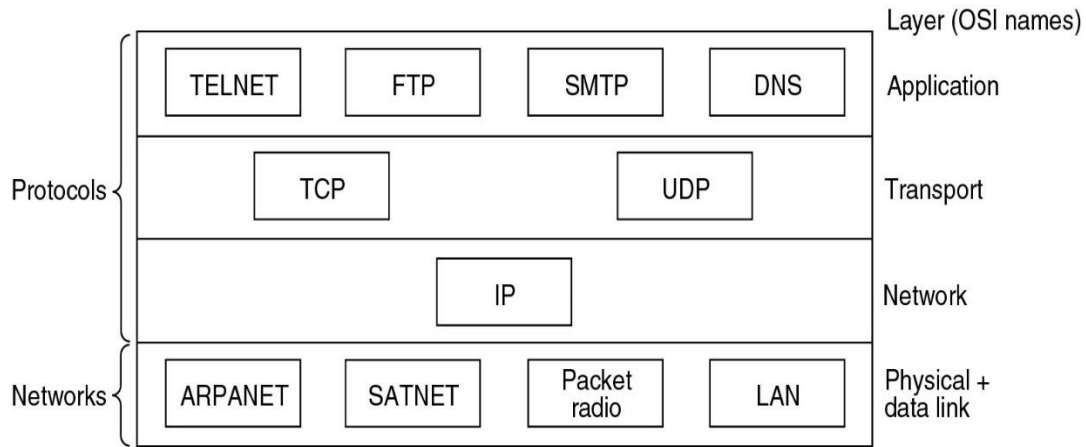 Layer (OSI names)
TELNET FTP SMTP DNS Application
Protocols TCP UDP Transport
IP Network
Networks ARPANET SATNET Packet radio LAN Physical + data link